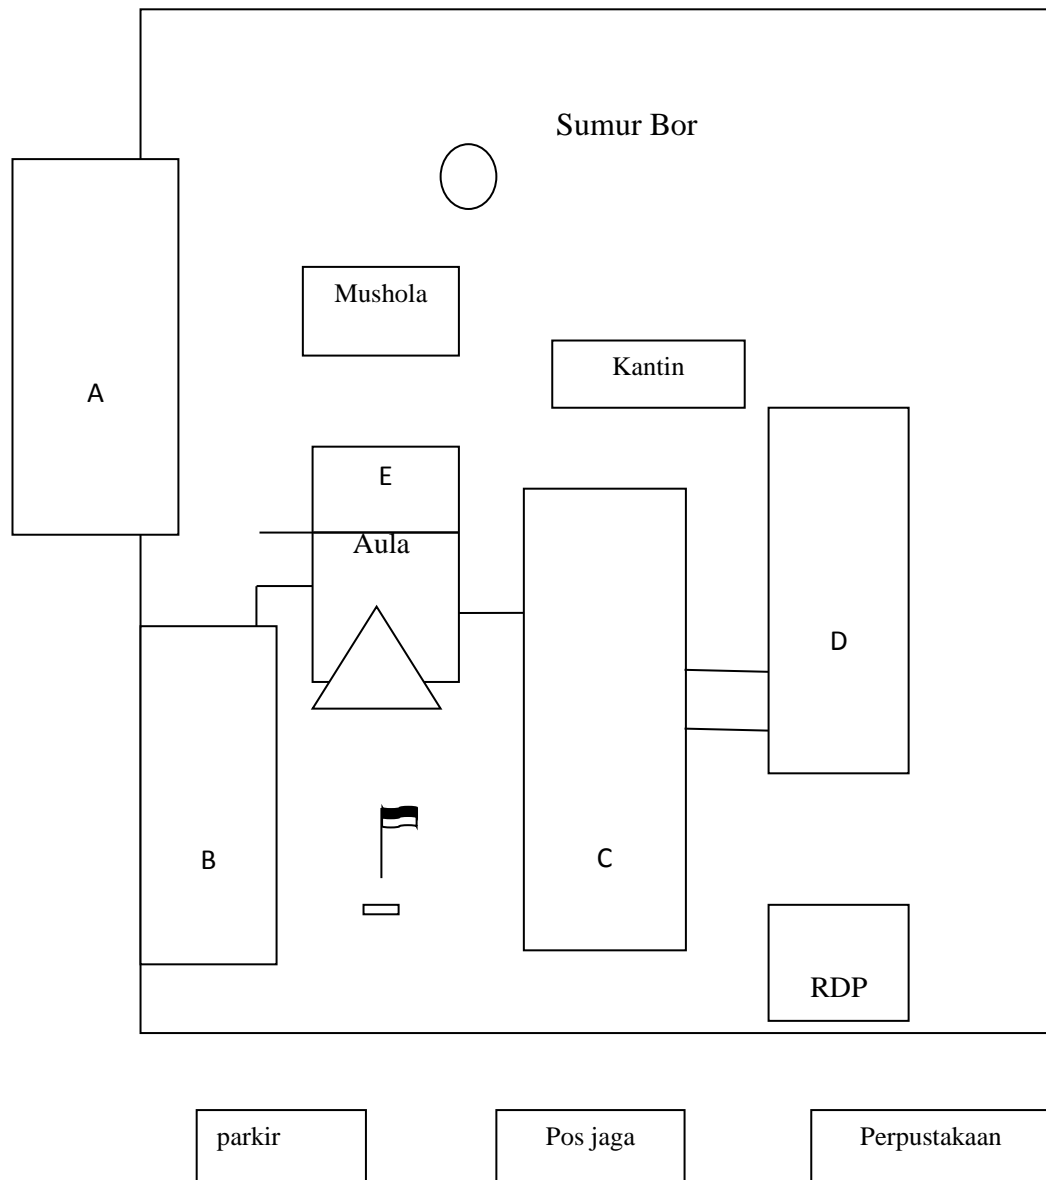 Sumur Bor
Mushola
Kantin
A
E
Aula
D
B
C
RDP
parkir
Pos jaga
Perpustakaan